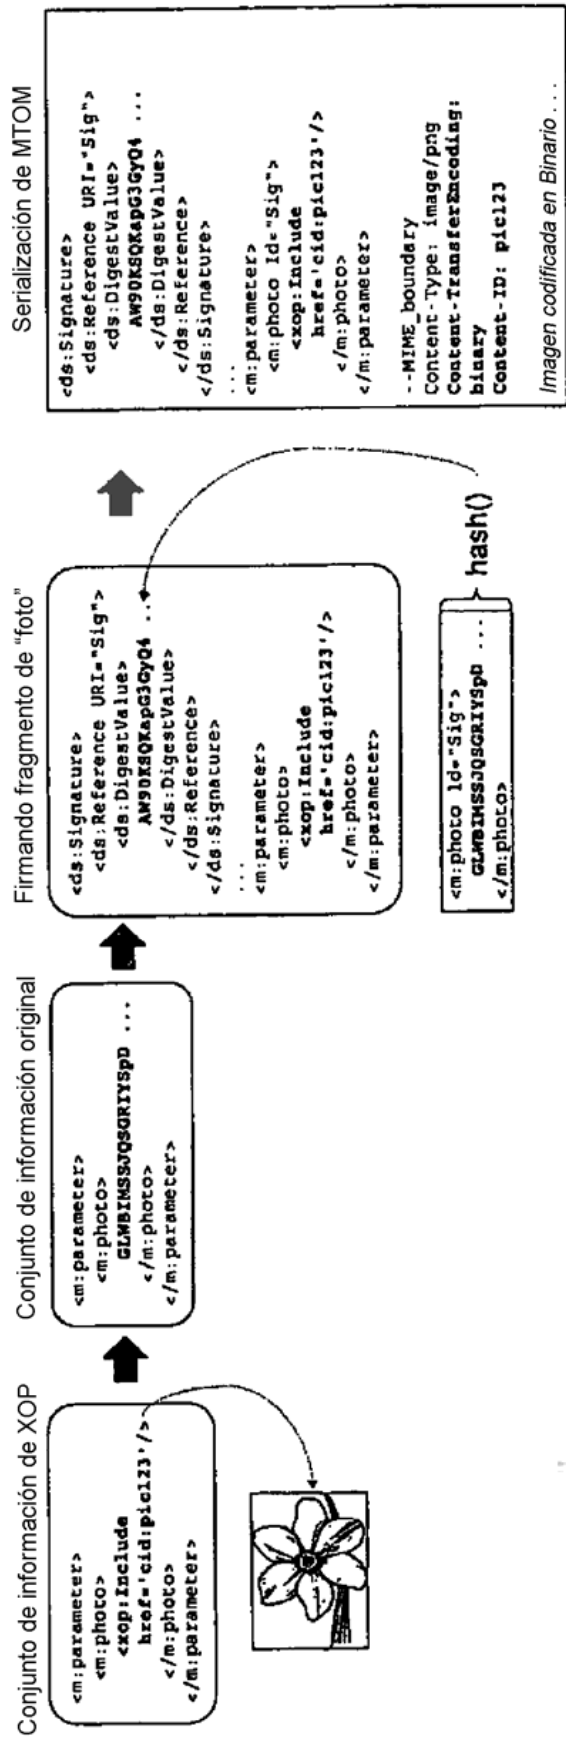 Conjunto de información de XOP
<m:parameter>
<m:photo>
<xop:Include
href='cid:pic123'/>
</m:photo>
</m:parameter>
Conjunto de información original
<m:parameter>
<m:photo>
GLWBIMSSJQSGRIYSpD ...
</m:photo>
</m:parameter>
Firmando fragmento de "foto"
<ds:Signature>
<ds:Reference URI="Sig">
<ds:DigestValue>
AW90KSQKapG3GyQ4 ...
</ds:DigestValue>
</ds:Reference>
</ds:Signature>
...
<m:parameter>
<m:photo>
<xop:Include
href='cid:pic123'/>
</m:photo>
</m:parameter>
<m:photo Id="Sig">
GLWBIMSSJQSGRIYSpD ...
</m:photo>
hash()
Serialización de MTOM
<ds:Signature>
<ds:Reference URI="Sig">
<ds:DigestValue>
AW90KSQKapG3GyQ4 ...
</ds:DigestValue>
</ds:Reference>
</ds:Signature>
...
<m:parameter>
<m:photo Id="Sig">
<xop:Include
href='cid:pic123'/>
</m:photo>
</m:parameter>
--MIME_boundary
Content-Type: image/png
Content-TransferEncoding:
binary
Content-ID: pic123
Imagen codificada en Binario . . .